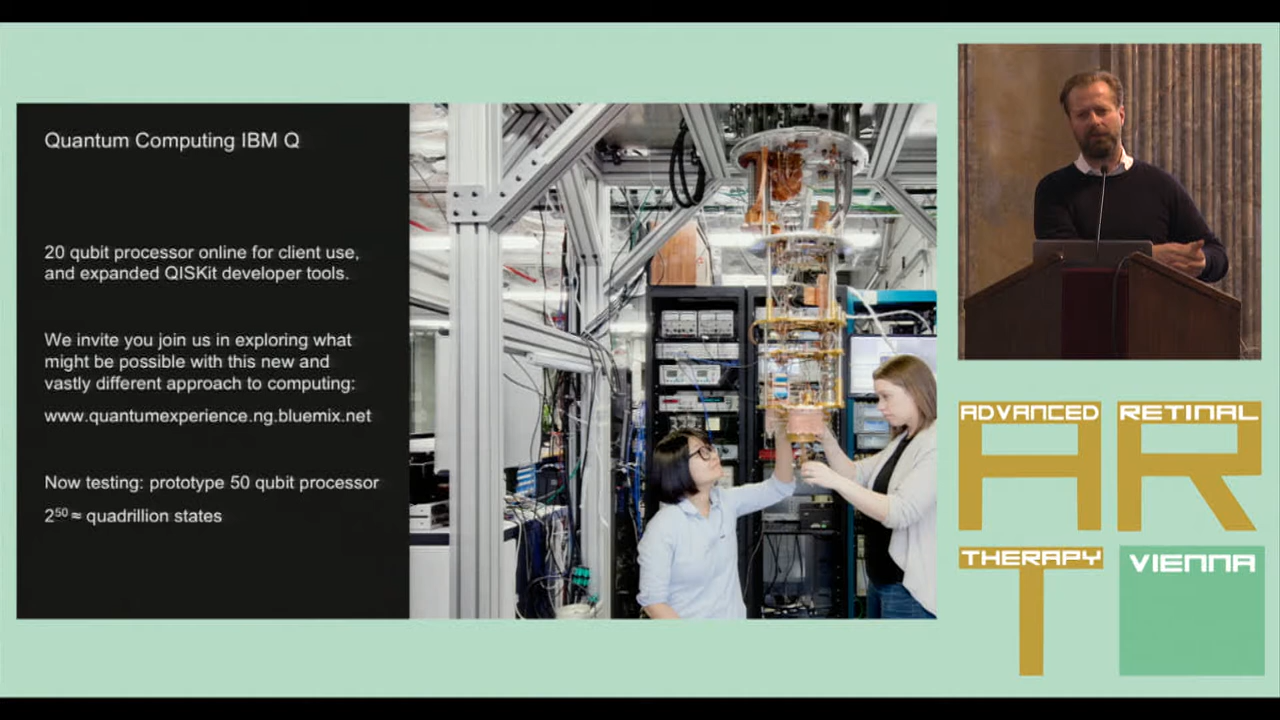 Quantum Computing IBM Q
20 qubit processor online for client use,
and expanded QISKit developer tools.
We invite you join us in exploring what
might be possible with this new and
vastly different approach to computing:
www.quantumexperience.ng.bluemix.net
Now testing: prototype 50 qubit processor
2⁵⁰ ≈ quadrillion states
ADVANCED RETINAL
A R
THERAPY VIENNA
T